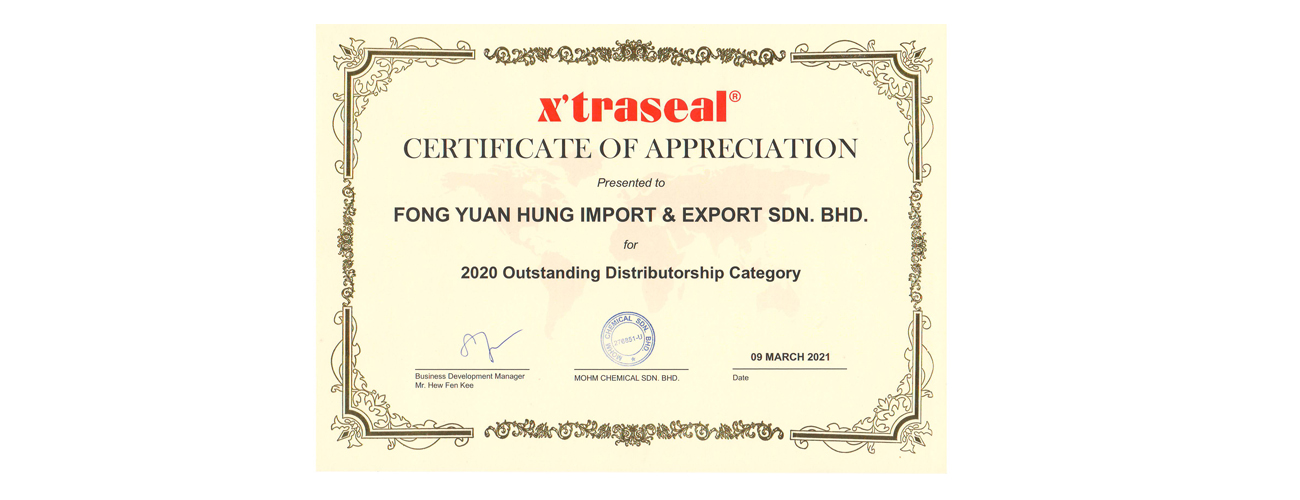 x'traseal®
CERTIFICATE OF APPRECIATION
Presented to
FONG YUAN HUNG IMPORT & EXPORT SDN. BHD.
for
2020 Outstanding Distributorship Category
MOHM CHEMICAL SDN. BHD.
276851-U
09 MARCH 2021
Business Development Manager
Mr. Hew Fen Kee
MOHM CHEMICAL SDN. BHD.
Date